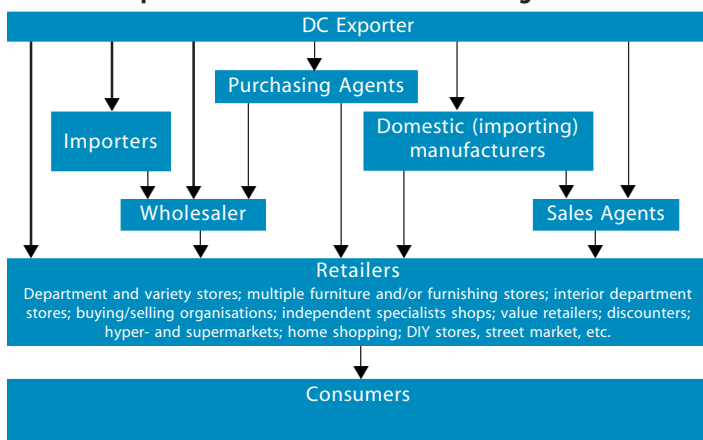 DC Exporter
Purchasing Agents
Importers
Domestic (importing)
manufacturers
Wholesaler
Sales Agents
Retailers
Department and variety stores; multiple furniture and/or furnishing stores; interior department
stores; buying/selling organisations; independent specialists shops; value retailers; discounters;
hyper- and supermarkets; home shopping; DIY stores, street market, etc.
Consumers